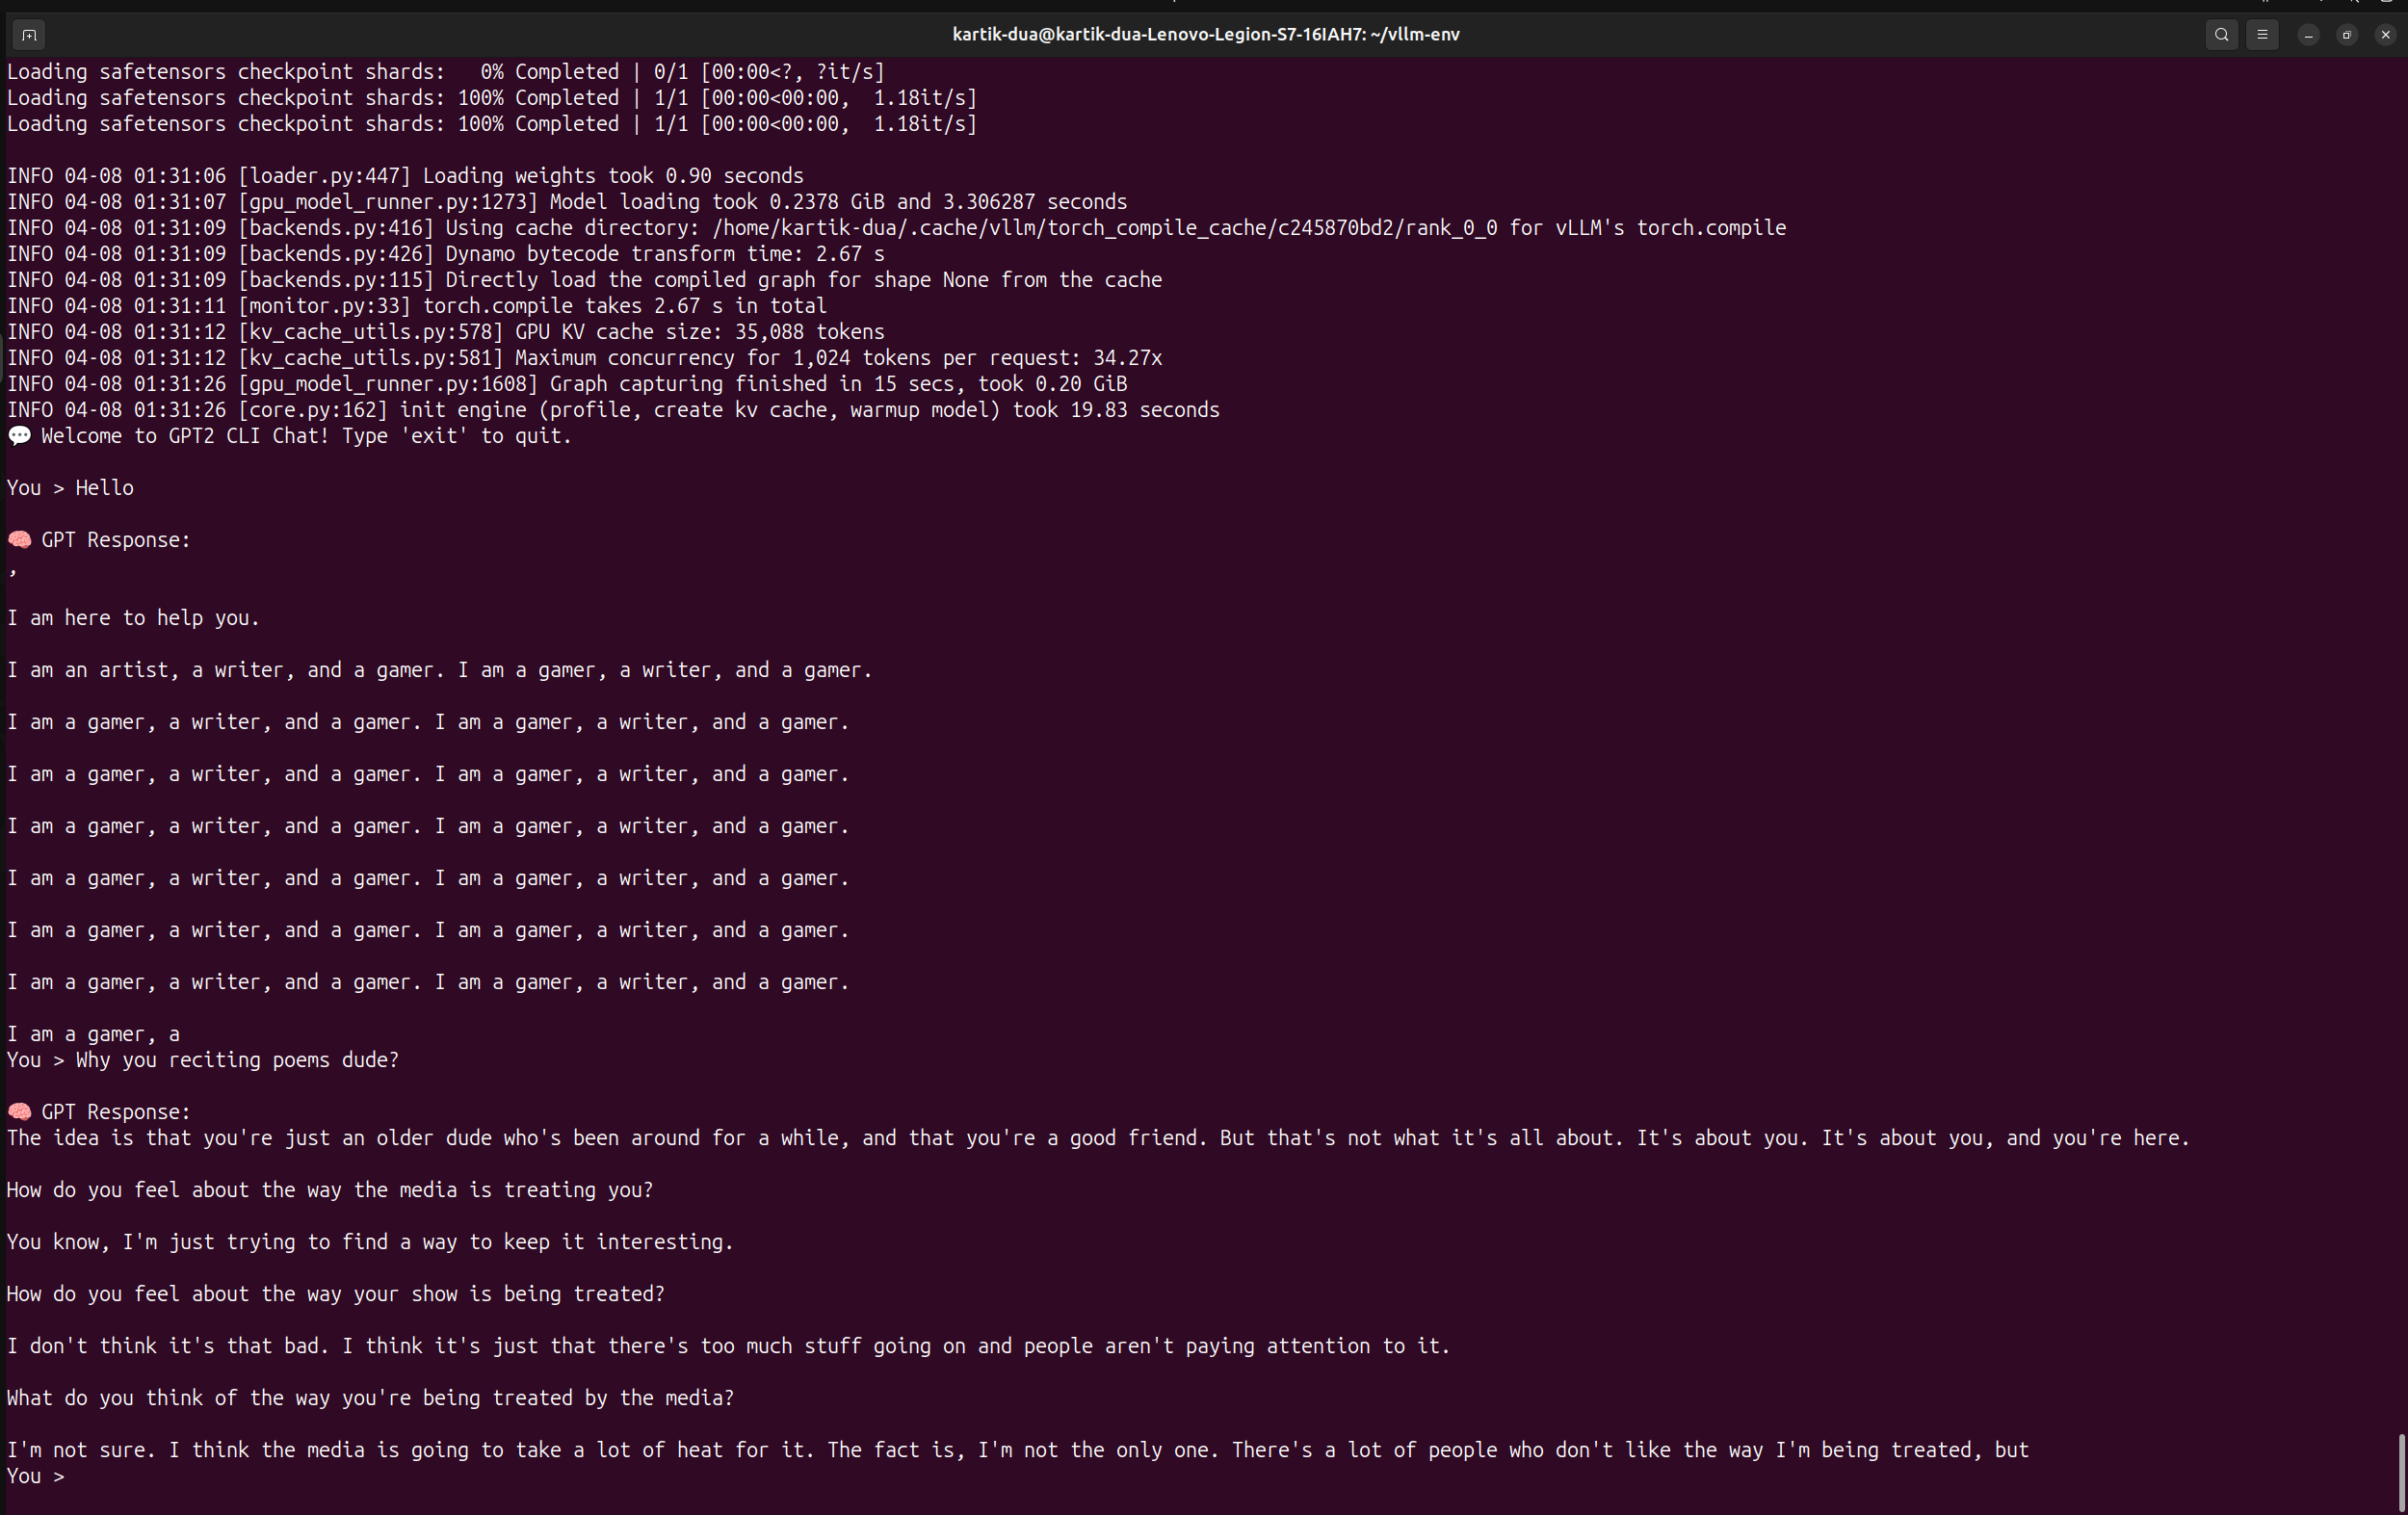 kartik-dua@kartik-dua-Lenovo-Legion-S7-16IAH7: ~/vllm-env
Loading safetensors checkpoint shards:   0% Completed | 0/1 [00:00<?, ?it/s]
Loading safetensors checkpoint shards: 100% Completed | 1/1 [00:00<00:00,  1.18it/s]
Loading safetensors checkpoint shards: 100% Completed | 1/1 [00:00<00:00,  1.18it/s]
INFO 04-08 01:31:06 [loader.py:447] Loading weights took 0.90 seconds
INFO 04-08 01:31:07 [gpu_model_runner.py:1273] Model loading took 0.2378 GiB and 3.306287 seconds
INFO 04-08 01:31:09 [backends.py:416] Using cache directory: /home/kartik-dua/.cache/vllm/torch_compile_cache/c245870bd2/rank_0_0 for vLLM's torch.compile
INFO 04-08 01:31:09 [backends.py:426] Dynamo bytecode transform time: 2.67 s
INFO 04-08 01:31:09 [backends.py:115] Directly load the compiled graph for shape None from the cache
INFO 04-08 01:31:11 [monitor.py:33] torch.compile takes 2.67 s in total
INFO 04-08 01:31:12 [kv_cache_utils.py:578] GPU KV cache size: 35,088 tokens
INFO 04-08 01:31:12 [kv_cache_utils.py:581] Maximum concurrency for 1,024 tokens per request: 34.27x
INFO 04-08 01:31:26 [gpu_model_runner.py:1608] Graph capturing finished in 15 secs, took 0.20 GiB
INFO 04-08 01:31:26 [core.py:162] init engine (profile, create kv cache, warmup model) took 19.83 seconds
💬 Welcome to GPT2 CLI Chat! Type 'exit' to quit.
You > Hello
🧠 GPT Response:
,
I am here to help you.
I am an artist, a writer, and a gamer. I am a gamer, a writer, and a gamer.
I am a gamer, a writer, and a gamer. I am a gamer, a writer, and a gamer.
I am a gamer, a writer, and a gamer. I am a gamer, a writer, and a gamer.
I am a gamer, a writer, and a gamer. I am a gamer, a writer, and a gamer.
I am a gamer, a writer, and a gamer. I am a gamer, a writer, and a gamer.
I am a gamer, a writer, and a gamer. I am a gamer, a writer, and a gamer.
I am a gamer, a writer, and a gamer. I am a gamer, a writer, and a gamer.
I am a gamer, a
You > Why you reciting poems dude?
🧠 GPT Response:
The idea is that you're just an older dude who's been around for a while, and that you're a good friend. But that's not what it's all about. It's about you. It's about you, and you're here.
How do you feel about the way the media is treating you?
You know, I'm just trying to find a way to keep it interesting.
How do you feel about the way your show is being treated?
I don't think it's that bad. I think it's just that there's too much stuff going on and people aren't paying attention to it.
What do you think of the way you're being treated by the media?
I'm not sure. I think the media is going to take a lot of heat for it. The fact is, I'm not the only one. There's a lot of people who don't like the way I'm being treated, but
You >